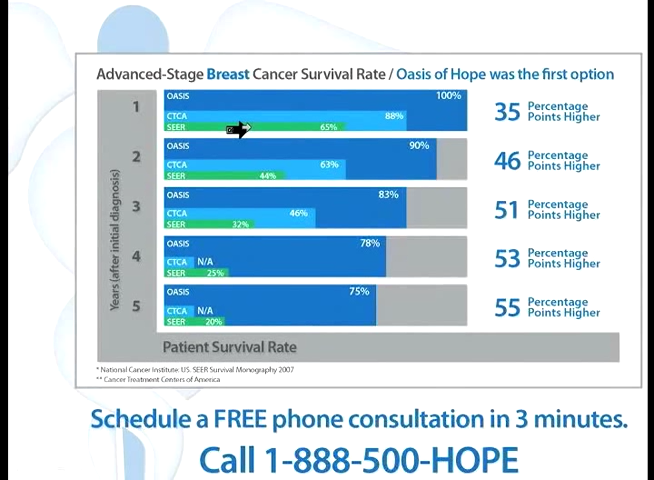 Advanced-Stage Breast Cancer Survival Rate / Oasis of Hope was the first option
Years (after initial diagnosis)
1
OASIS 100%
CTCA 88%
SEER 65%
35 Percentage
Points Higher
2
OASIS 90%
CTCA 63%
SEER 44%
46 Percentage
Points Higher
3
OASIS 83%
CTCA 46%
SEER 32%
51 Percentage
Points Higher
4
OASIS 78%
CTCA N/A
SEER 25%
53 Percentage
Points Higher
5
OASIS 75%
CTCA N/A
SEER 20%
55 Percentage
Points Higher
Patient Survival Rate
* National Cancer Institute: US. SEER Survival Monography 2007
** Cancer Treatment Centers of America
Schedule a FREE phone consultation in 3 minutes.
Call 1-888-500-HOPE